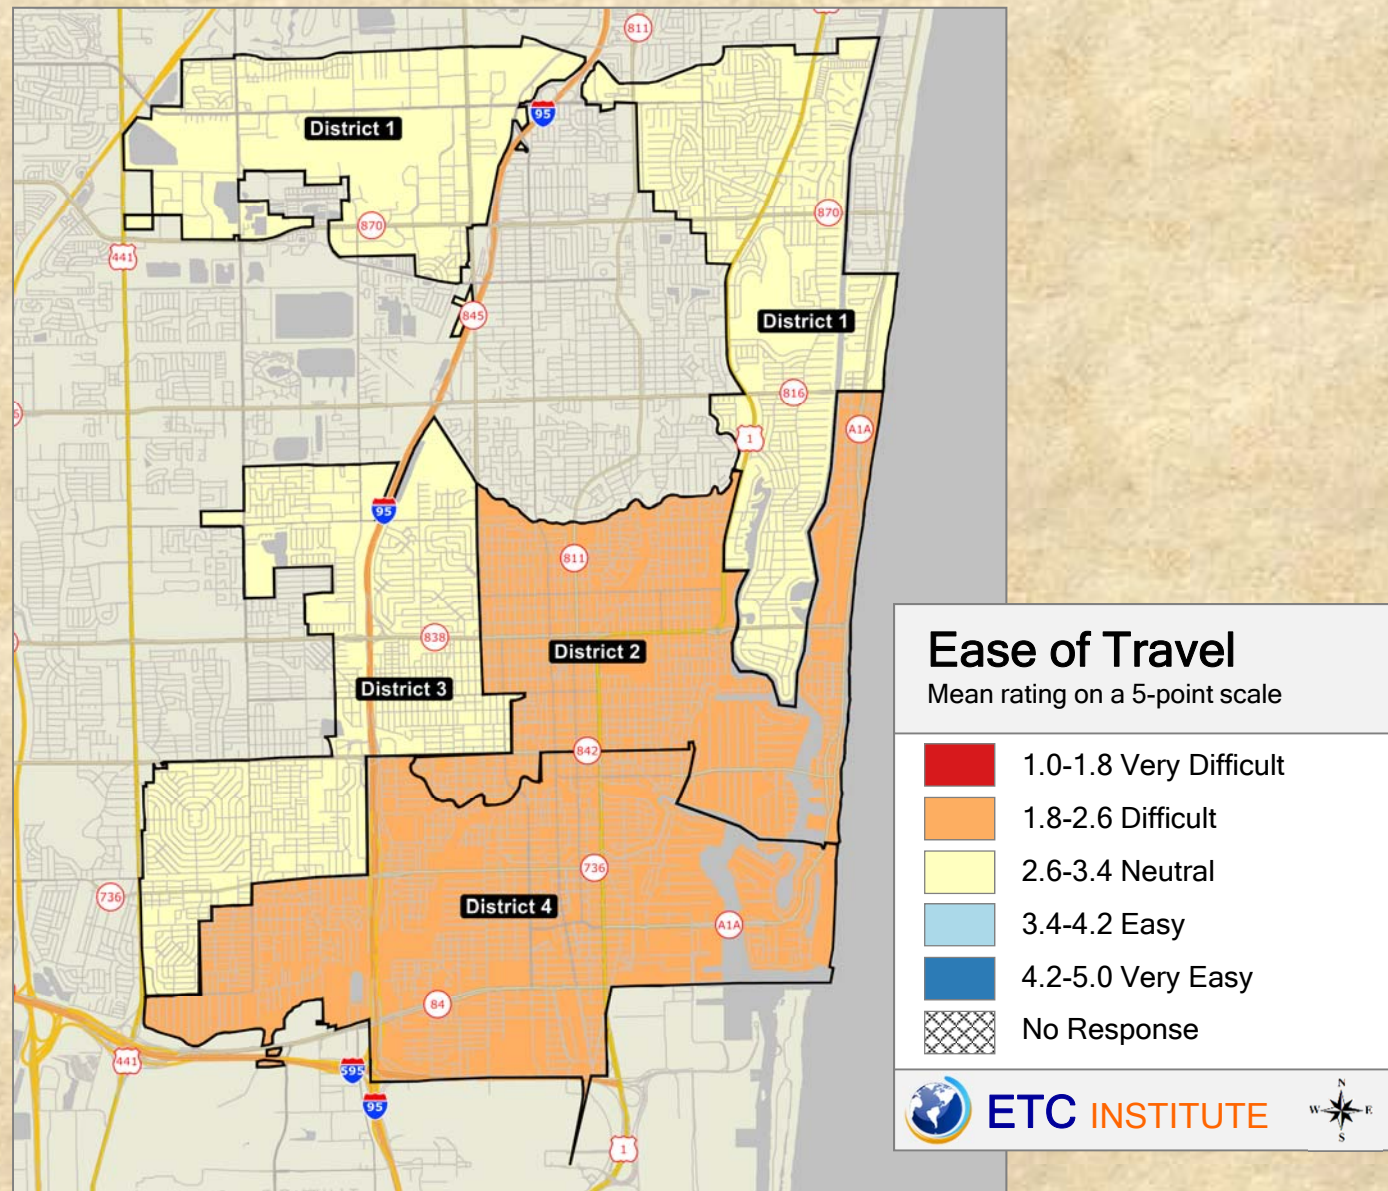 811
95
District 1
870
870
441
845
District 1
816
A1A
1
95
811
838
District 2
District 3
842
736
736
District 4
A1A
84
441
595
95
1
Ease of Travel
Mean rating on a 5-point scale
1.0-1.8 Very Difficult
1.8-2.6 Difficult
2.6-3.4 Neutral
3.4-4.2 Easy
4.2-5.0 Very Easy
No Response
ETC INSTITUTE
N
W E
S